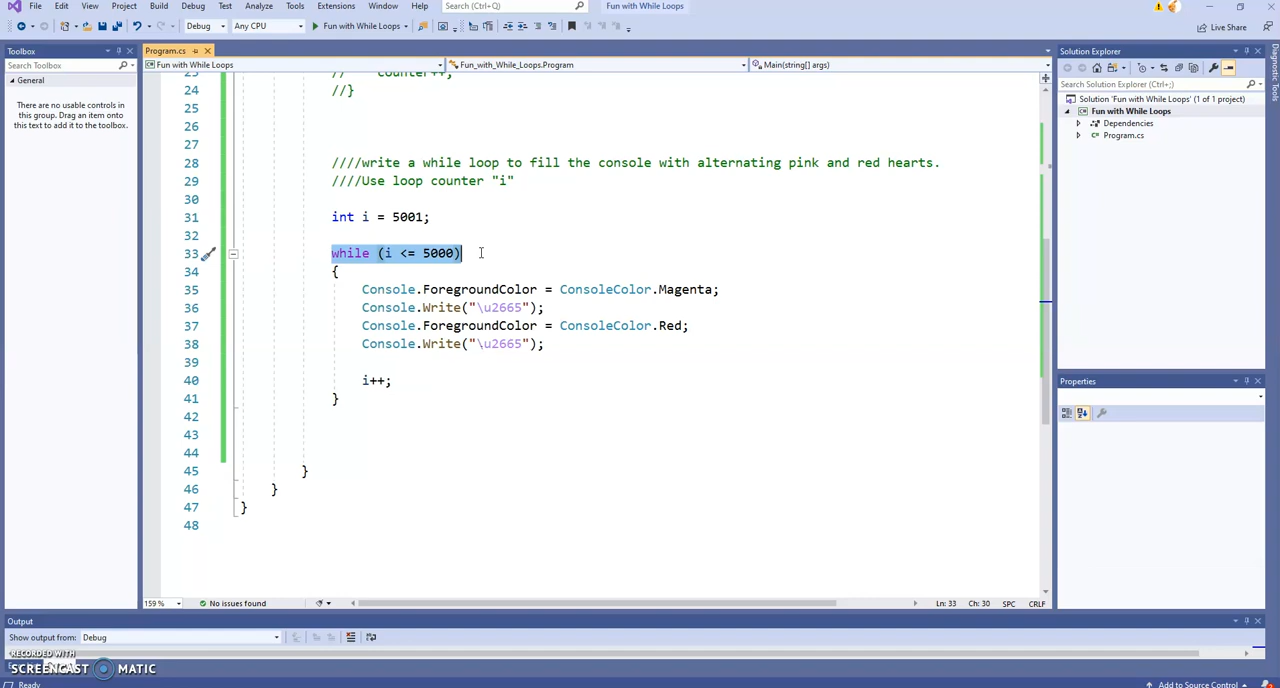 File Edit View Project Build Debug Test Analyze Tools Extensions Window Help Search (Ctrl+Q) Fun with While Loops
Debug Any CPU Fun with While Loops Live Share
Toolbox
Search Toolbox
General
There are no usable controls in
this group. Drag an item onto
this text to add it to the toolbox.
Program.cs
Fun with While Loops Fun_with_While_Loops.Program Main(string[] args)
23 // counter++;
24 //}
25
26
27
28 ////write a while loop to fill the console with alternating pink and red hearts.
29 ////Use loop counter "i"
30
31 int i = 5001;
32
33 while (i <= 5000)
34 {
35 Console.ForegroundColor = ConsoleColor.Magenta;
36 Console.Write("\u2665");
37 Console.ForegroundColor = ConsoleColor.Red;
38 Console.Write("\u2665");
39
40 i++;
41 }
42
43
44
45 }
46 }
47 }
48
159 % No issues found Ln: 33 Ch: 30 SPC CRLF
Solution Explorer
Search Solution Explorer (Ctrl+;)
Solution 'Fun with While Loops' (1 of 1 project)
Fun with While Loops
Dependencies
Program.cs
Properties
Diagnostic Tools
Output
Show output from: Debug
RECORDED WITH
SCREENCAST MATIC
Ready Add to Source Control